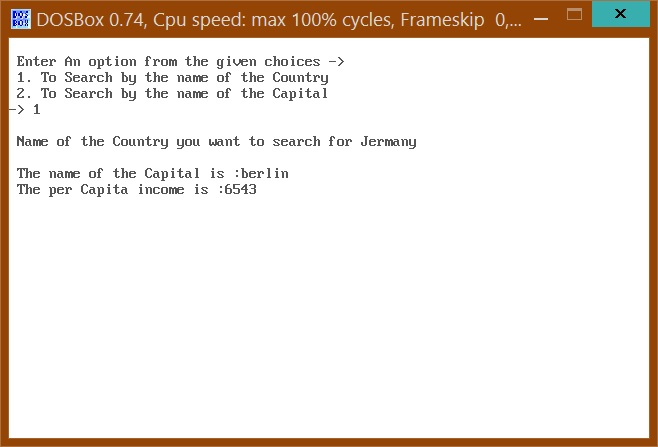 DOS BOX DOSBox 0.74, Cpu speed: max 100% cycles, Frameskip 0,...
Enter An option from the given choices ->
1. To Search by the name of the Country
2. To Search by the name of the Capital
-> 1
Name of the Country you want to search for Jermany
The name of the Capital is :berlin
The per Capita income is :6543